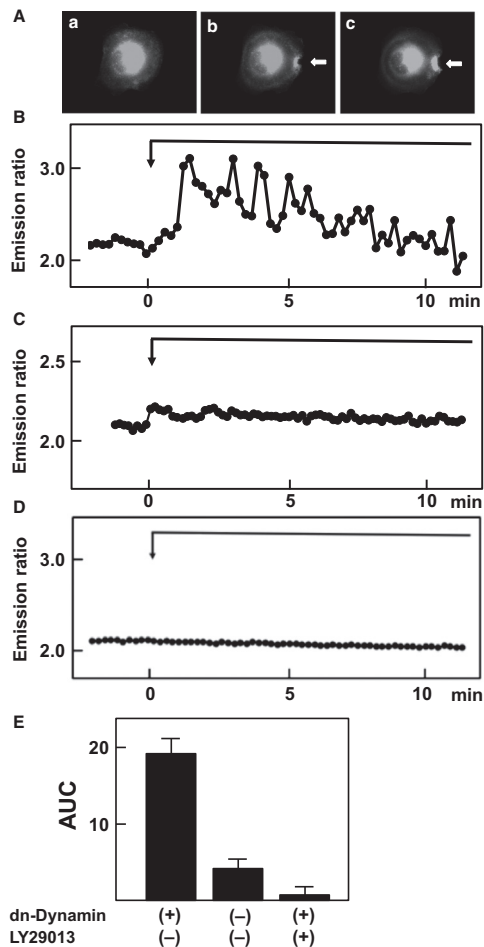 A
a b c
B
Emission ratio
3.0
2.0
0 5 10 min
C
Emission ratio
2.5
2.0
0 5 10 min
D
Emission ratio
3.0
2.0
0 5 10 min
E
AUC
20
10
dn-Dynamin (+) (–) (+)
LY29013 (–) (–) (+)